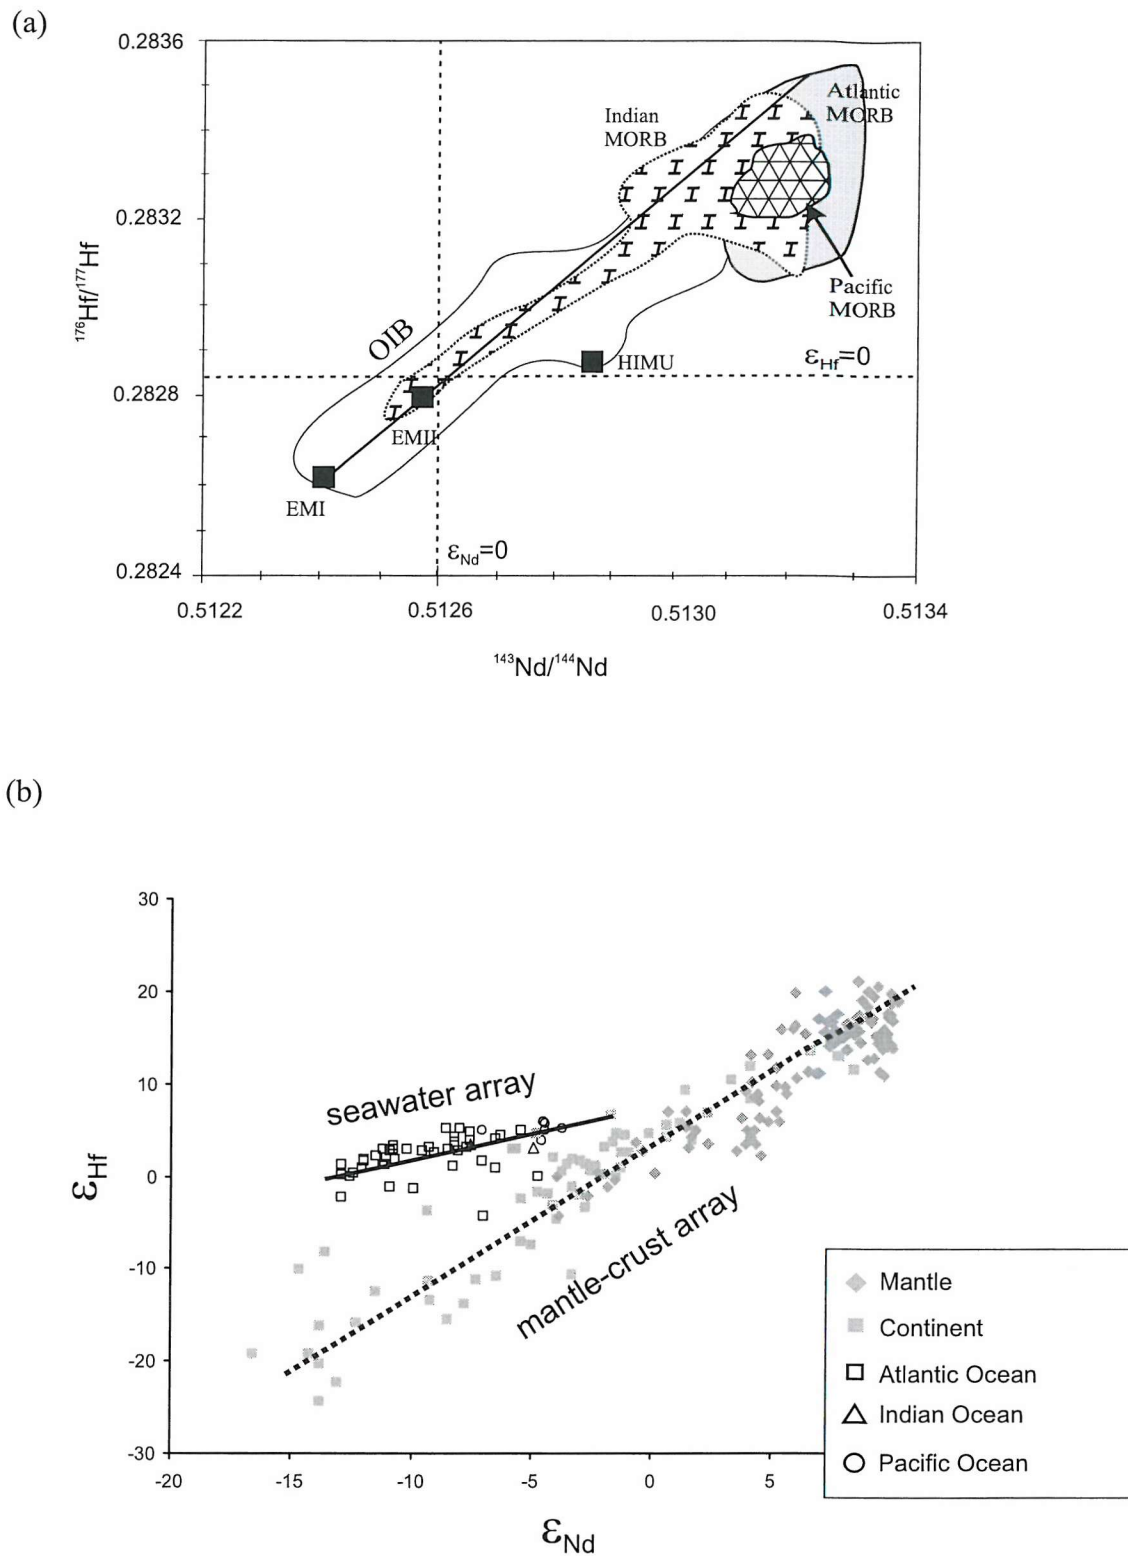 (a)
0.2836
0.2832
0.2828
0.2824
¹⁷⁶Hf/¹⁷⁷Hf
Indian
MORB
Atlantic
MORB
Pacific
MORB
OIB
HIMU
εHf=0
EMII
EMI
εNd=0
0.5122
0.5126
0.5130
0.5134
¹⁴³Nd/¹⁴⁴Nd
(b)
30
20
10
0
-10
-20
-30
εHf
seawater array
mantle-crust array
Mantle
Continent
Atlantic Ocean
Indian Ocean
Pacific Ocean
-20
-15
-10
-5
0
5
εNd